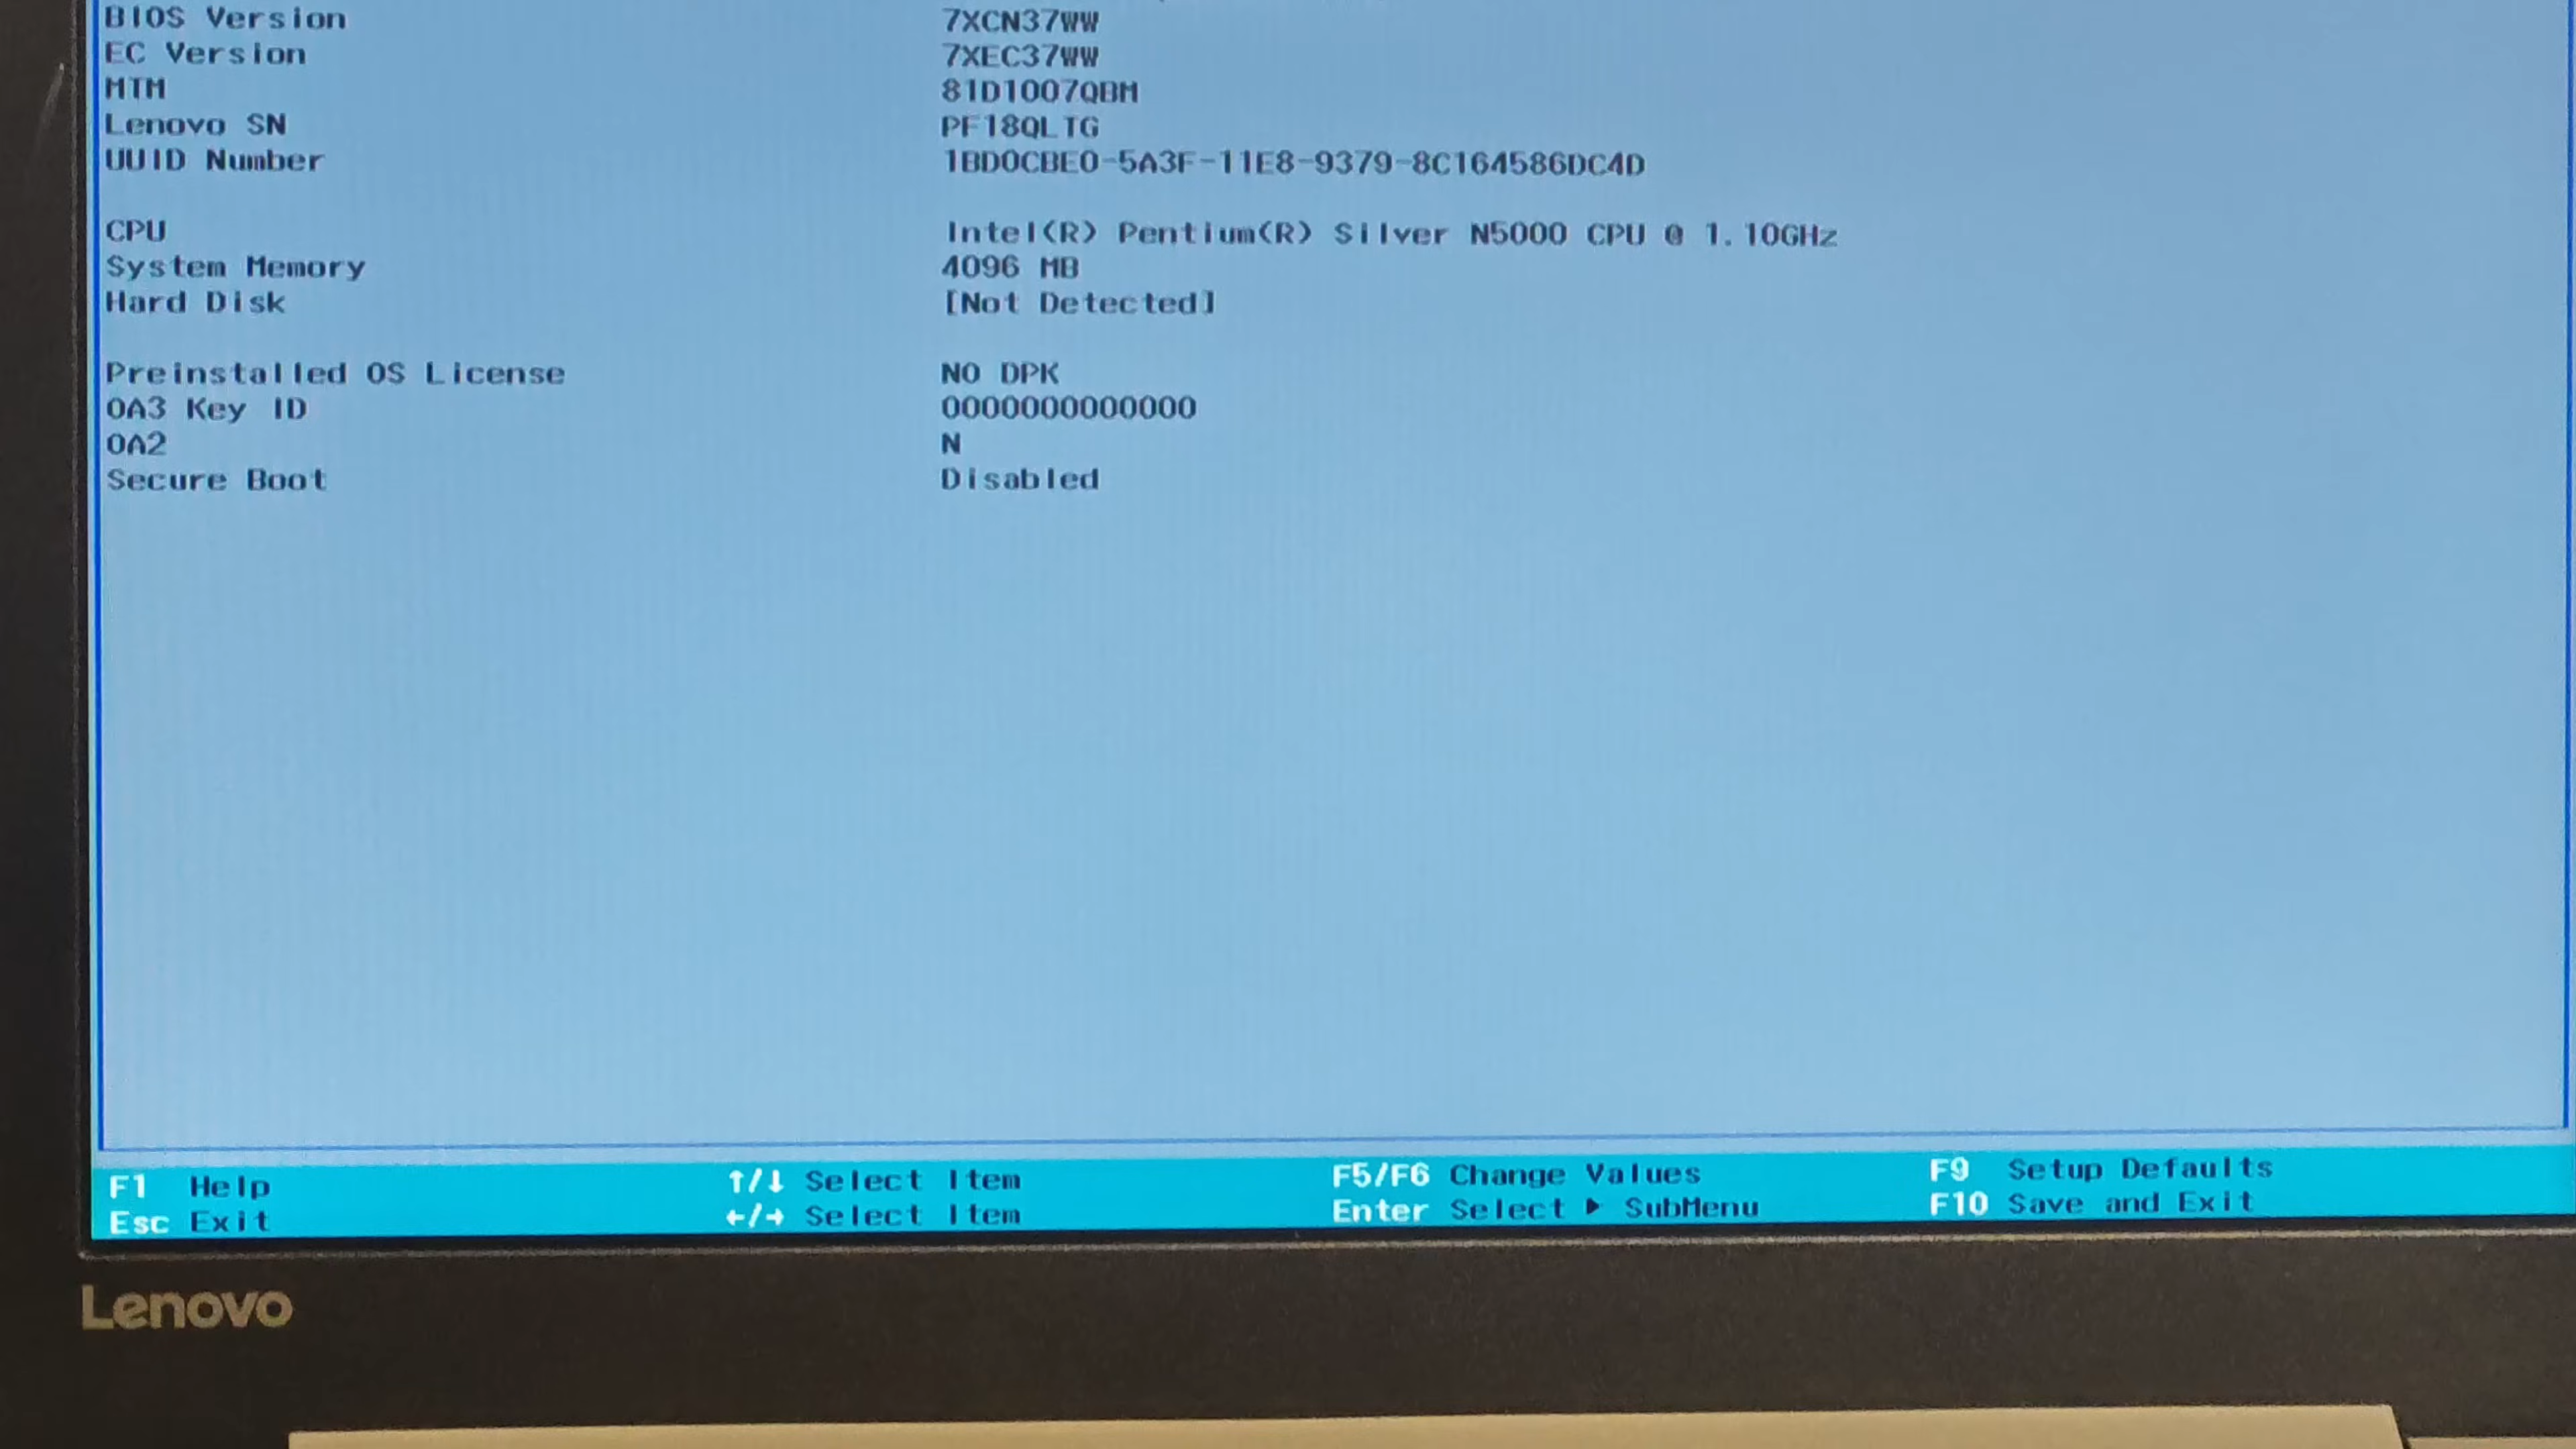 BIOS Version 7XCN37WW
EC Version 7XEC37WW
MTM 81D1007QBM
Lenovo SN PF18QLTG
UUID Number 1BD0CBE0-5A3F-11E8-9379-8C164586DC4D
CPU Intel(R) Pentium(R) Silver N5000 CPU @ 1.10GHz
System Memory 4096 MB
Hard Disk [Not Detected]
Preinstalled OS License NO DPK
OA3 Key ID 0000000000000
OA2 N
Secure Boot Disabled
F1 Help ↑/↓ Select Item F5/F6 Change Values F9 Setup Defaults
Esc Exit ←/→ Select Item Enter Select ▶ SubMenu F10 Save and Exit
Lenovo